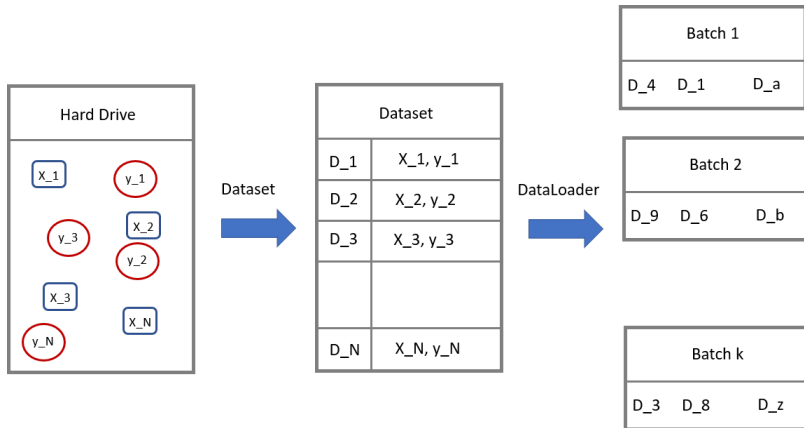 Hard Drive
X_1
y_1
X_2
y_3
y_2
X_3
X_N
y_N
Dataset
Dataset
D_1 X_1, y_1
D_2 X_2, y_2
D_3 X_3, y_3
D_N X_N, y_N
DataLoader
Batch 1
D_4 D_1 D_a
Batch 2
D_9 D_6 D_b
Batch k
D_3 D_8 D_z